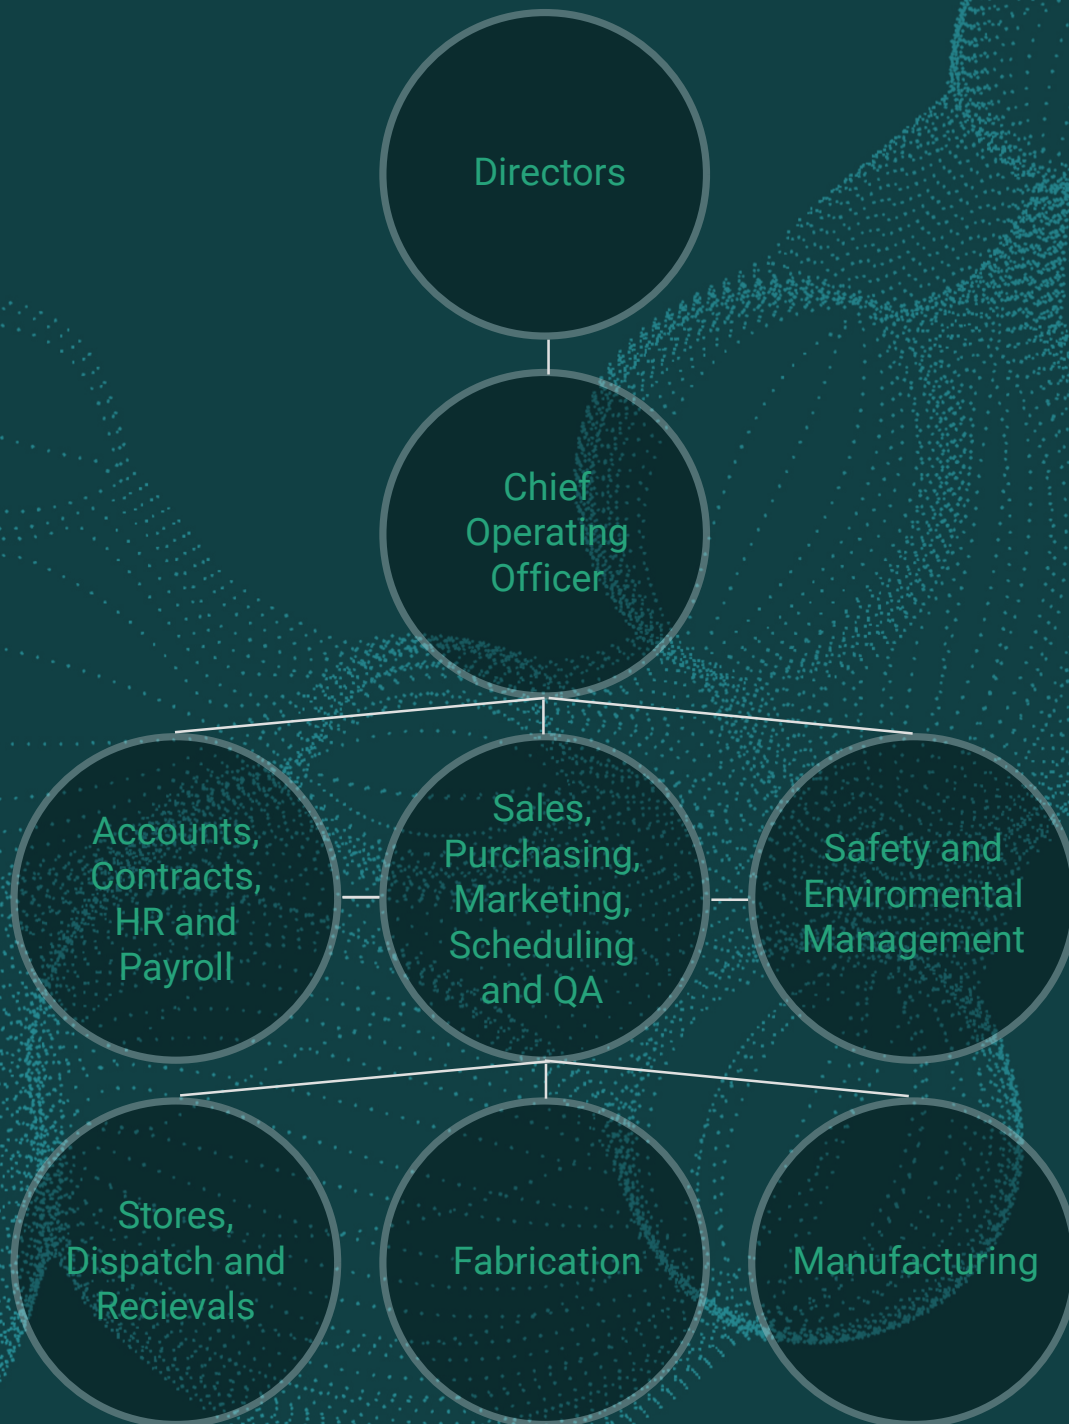 Directors
Chief
Operating
Officer
Accounts,
Contracts,
HR and
Payroll
Sales,
Purchasing,
Marketing,
Scheduling
and QA
Safety and
Enviromental
Management
Stores,
Dispatch and
Recievals
Fabrication
Manufacturing